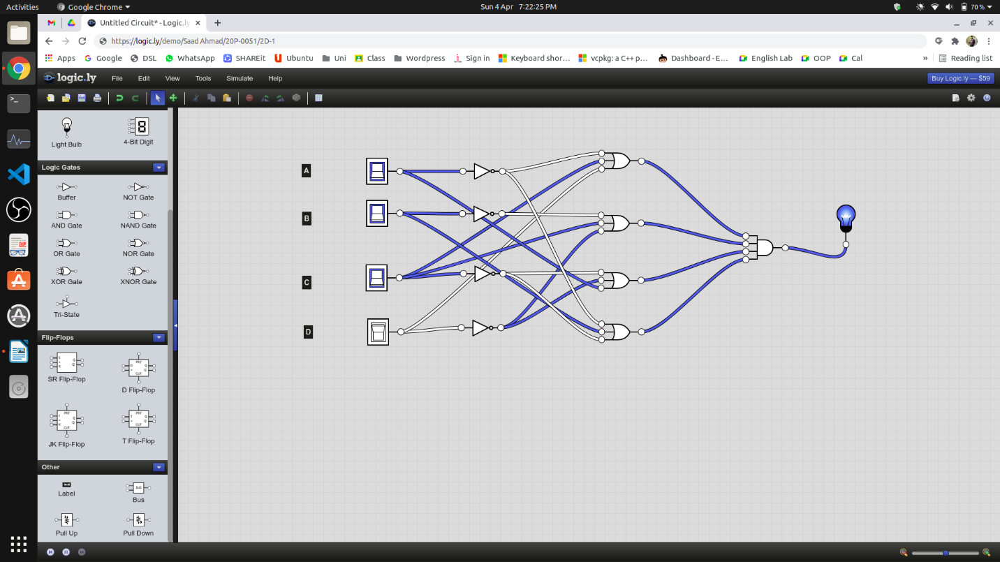 Activities Google Chrome Sun 4 Apr 7:22:25 PM 70 %
Untitled Circuit* - Logic.ly
https://logic.ly/demo/Saad Ahmad/20P-0051/2D-1
Apps Google DSL WhatsApp SHAREit Ubuntu Uni Class Wordpress Sign in Keyboard shor… vcpkg: a C++ p… Dashboard - E… English Lab OOP Cal » Reading list
logic.ly File Edit View Tools Simulate Help Buy Logic.ly — $59
Light Bulb 4-Bit Digit
Logic Gates
Buffer NOT Gate
AND Gate NAND Gate
OR Gate NOR Gate
XOR Gate XNOR Gate
Tri-State
Flip-Flops
SR Flip-Flop D Flip-Flop
JK Flip-Flop T Flip-Flop
Other
Label Bus
Pull Up Pull Down
A
B
C
D